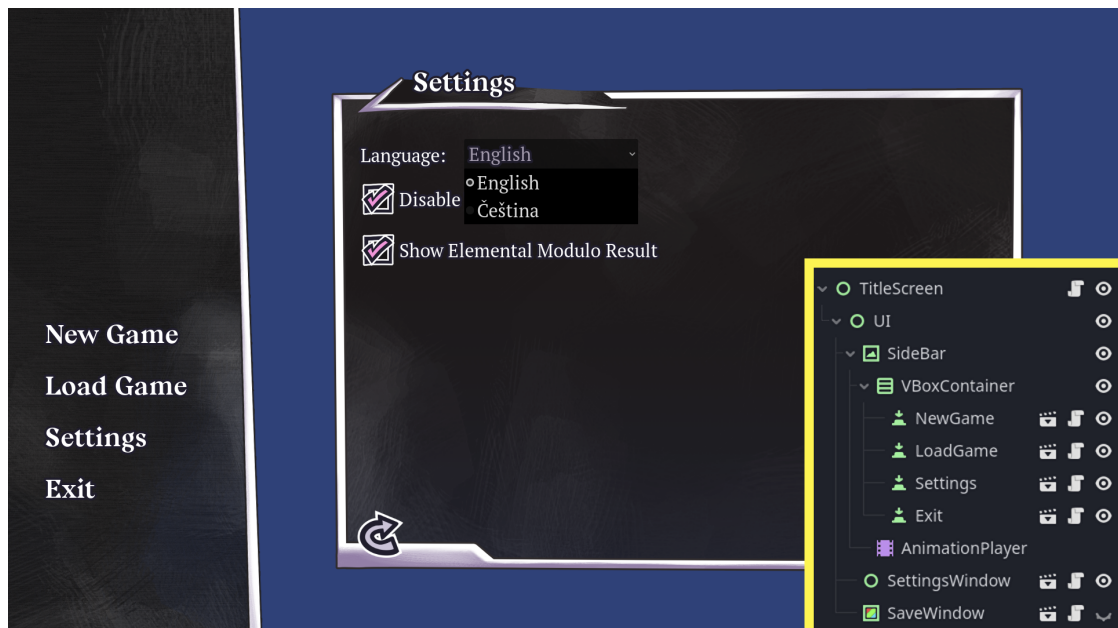 Settings
Language: English
English
Disable
Čeština
Show Elemental Modulo Result
New Game
Load Game
Settings
Exit
TitleScreen
UI
SideBar
VBoxContainer
NewGame
LoadGame
Settings
Exit
AnimationPlayer
SettingsWindow
SaveWindow